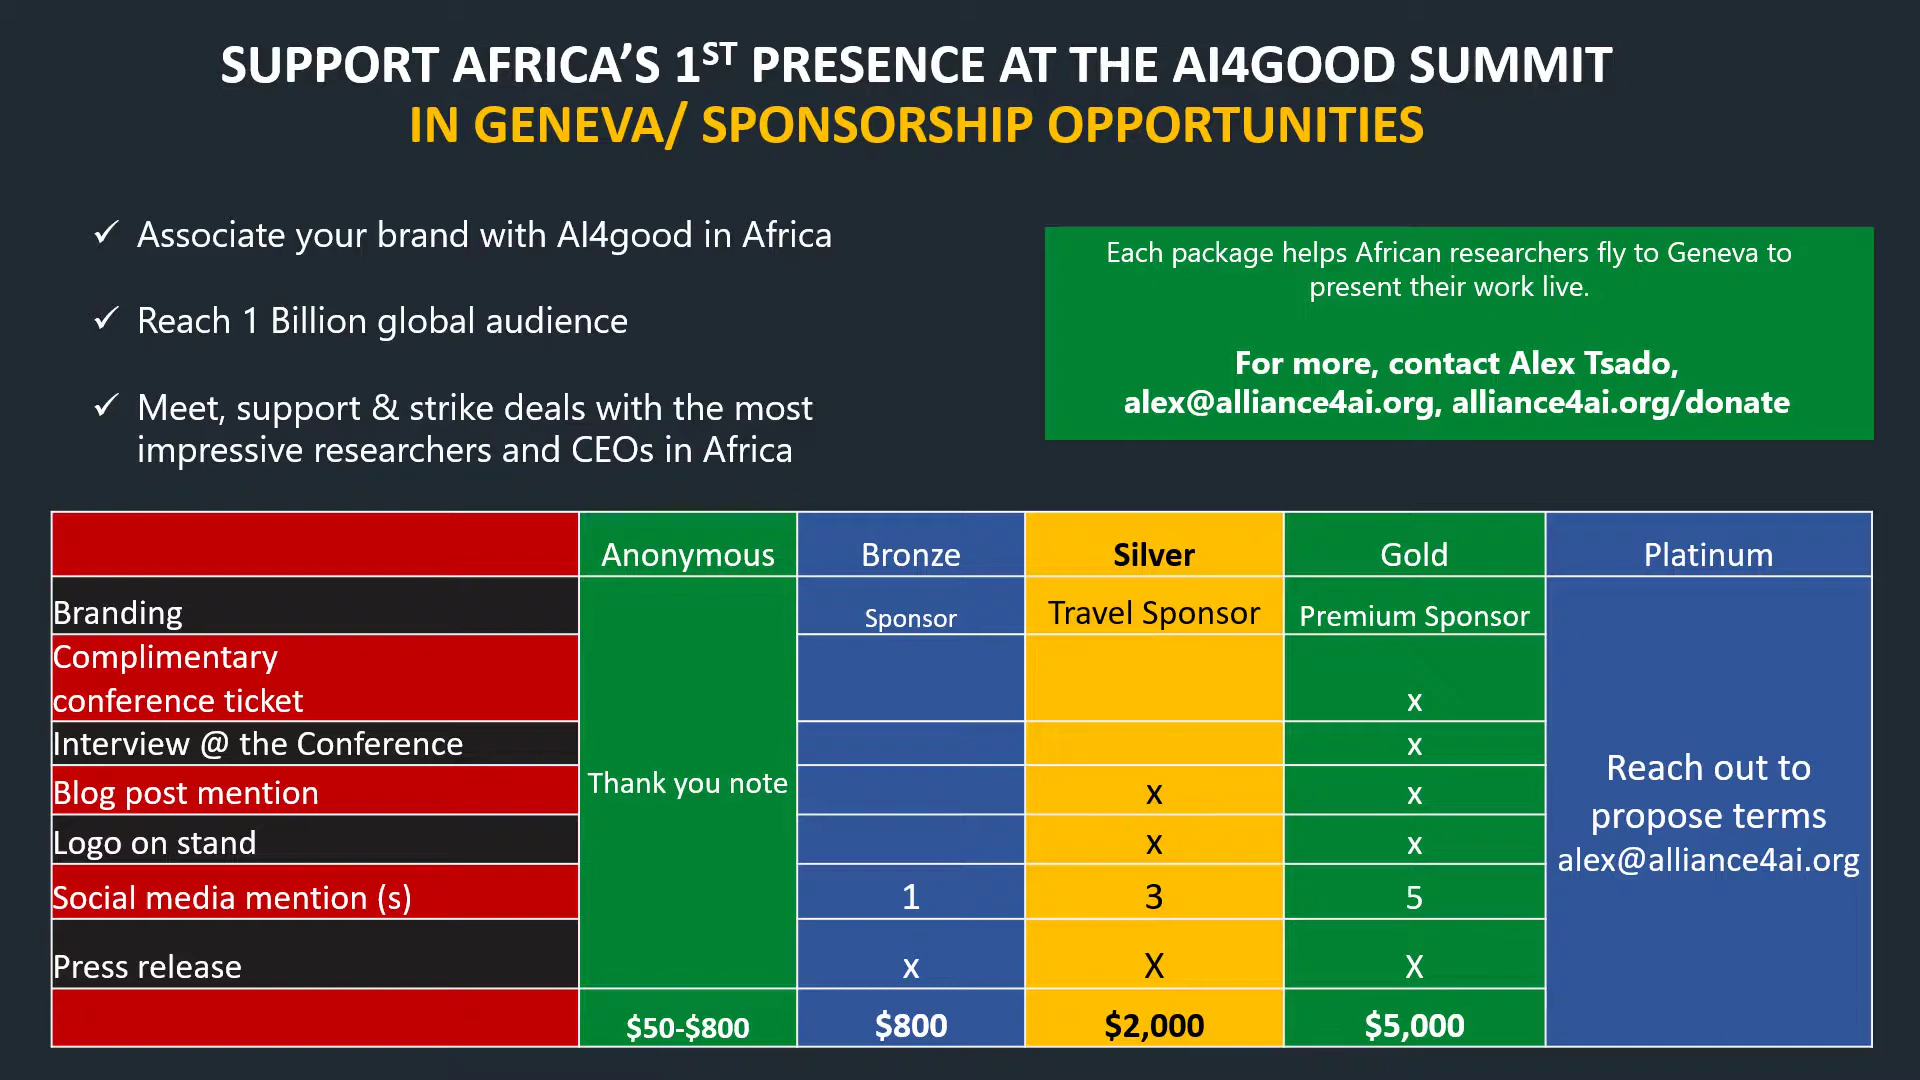 SUPPORT AFRICA’S 1ST PRESENCE AT THE AI4GOOD SUMMIT
IN GENEVA/ SPONSORSHIP OPPORTUNITIES
✓ Associate your brand with AI4good in Africa
✓ Reach 1 Billion global audience
✓ Meet, support & strike deals with the most
impressive researchers and CEOs in Africa
Each package helps African researchers fly to Geneva to
present their work live.
For more, contact Alex Tsado,
alex@alliance4ai.org, alliance4ai.org/donate
Anonymous Bronze Silver Gold Platinum
Branding Sponsor Travel Sponsor Premium Sponsor
Complimentary
conference ticket x
Interview @ the Conference x
Blog post mention x x
Thank you note
Logo on stand x x
Social media mention (s) 1 3 5
Press release x X X
$50-$800 $800 $2,000 $5,000
Reach out to
propose terms
alex@alliance4ai.org